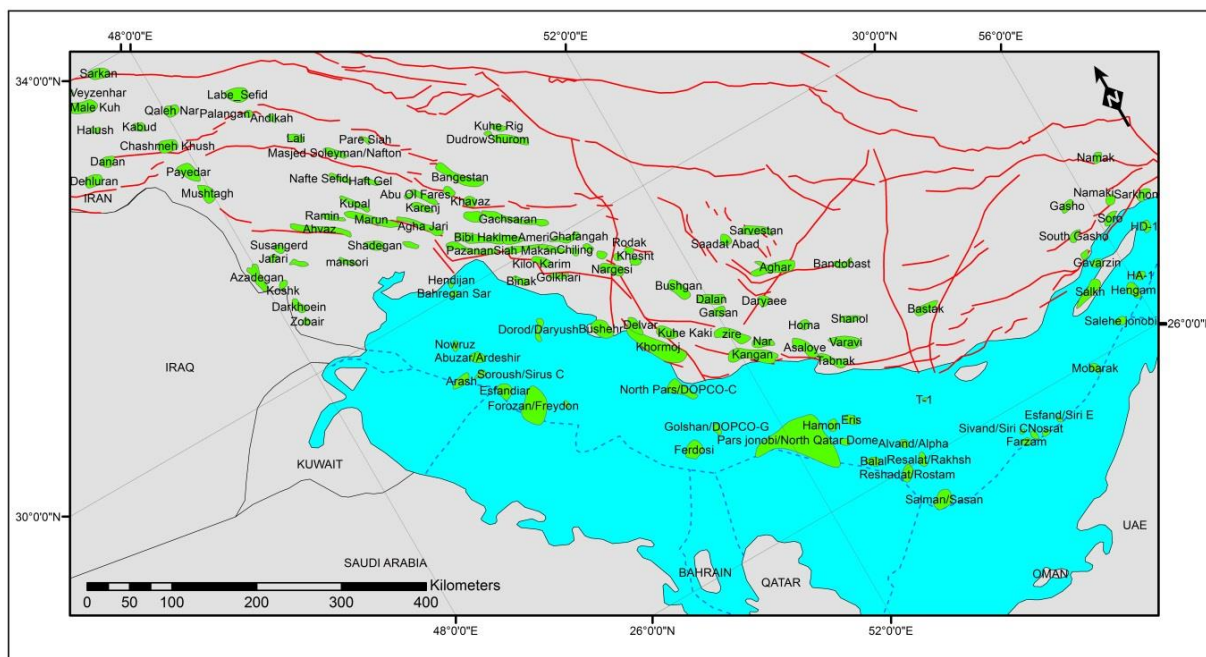 48°0'0"E
52°0'0"E
30°0'0"N
56°0'0"E
34°0'0"N
N
Sarkan
Veyzenhar
Male Kuh
Labe_Sefid
Qaleh Nar
Palangan
Andikah
Halush
Kabud
Kuhe Rig
Lali
Pare Siah
DudrowShurom
Chashmeh Khush
Masjed Soleyman/Nafton
Danan
Namak
Payedar
Bangestan
Dehluran
Nafte Sefid
Haft Gel
IRAN
Mushtagh
Abu Ol Fares
Namaki
Sarkhon
Kupal
Karenj
Khavaz
Gasho
Ramin
Marun
Gachsaran
Soro
Ahvaz
Agha Jari
Sarvestan
HD-1
Bibi Hakime
Ameri
Ghafangah
Rodak
Saadat Abad
South Gasho
Susangerd
Shadegan
Pazanan
Siah Makan
Chiling
Khesht
Jafari
mansori
Kilor Karim
Nargesi
Aghar
Bandobast
Gavarzin
Azadegan
Hendijan
Binak
Golkhari
HA-1
Koshk
Bahregan Sar
Bushgan
Salkh
Hengam
Darkhoein
Dalan
Daryaee
Garsan
Bastak
Zobair
Shanol
Salehe jonobi
26°0'0"N
Dorod/Daryush
Bushehr
Delvar
Kuhe Kaki
zire
Homa
Nowruz
Khormoj
Nar
Asaloye
Varavi
Abuzar/Ardeshir
Kangan
Tabnak
IRAQ
Soroush/Sirus C
Mobarak
Arash
Esfandiar
North Pars/DOPCO-C
Forozan/Freydon
T-1
Eris
Esfand/Siri E
Golshan/DOPCO-G
Hamon
Sivand/Siri C
Nosrat
Pars jonobi/North Qatar Dome
Alvand/Alpha
Farzam
Ferdosi
KUWAIT
Balal
Resalat/Rakhsh
Reshadat/Rostam
Salman/Sasan
30°0'0"N
UAE
SAUDI ARABIA
BAHRAIN
QATAR
OMAN
Kilometers
0 50 100 200 300 400
48°0'0"E
26°0'0"N
52°0'0"E